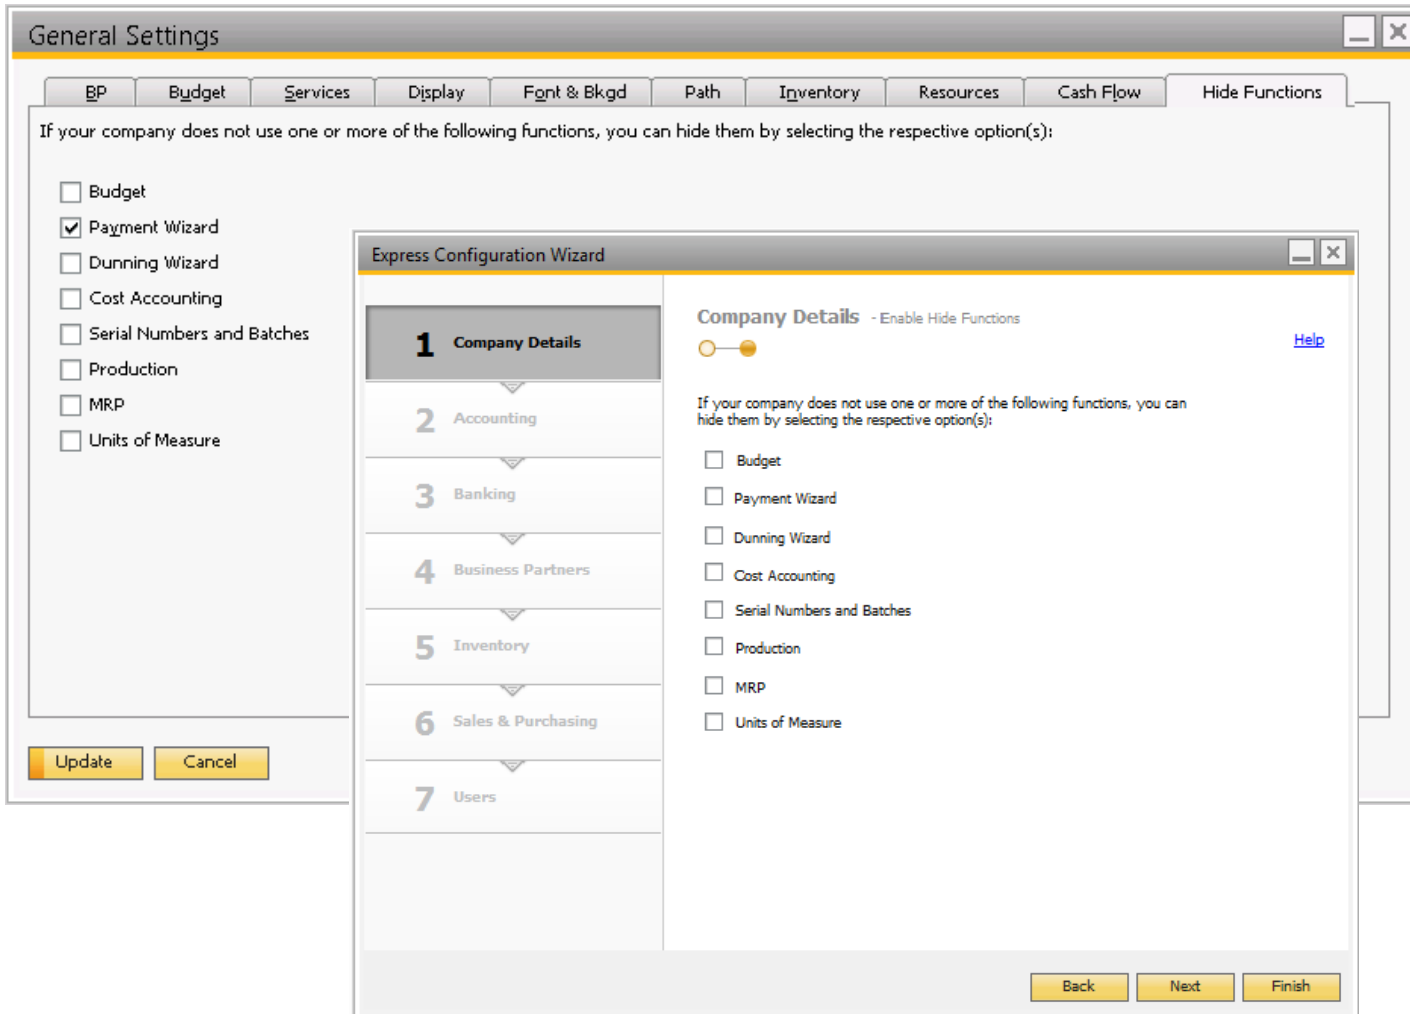 General Settings
BP Budget Services Display Font & Bkgd Path Inventory Resources Cash Flow Hide Functions
If your company does not use one or more of the following functions, you can hide them by selecting the respective option(s):
Budget
Payment Wizard
Dunning Wizard
Cost Accounting
Serial Numbers and Batches
Production
MRP
Units of Measure
Update Cancel
Express Configuration Wizard
1 Company Details
2 Accounting
3 Banking
4 Business Partners
5 Inventory
6 Sales & Purchasing
7 Users
Company Details - Enable Hide Functions
Help
If your company does not use one or more of the following functions, you can
hide them by selecting the respective option(s):
Budget
Payment Wizard
Dunning Wizard
Cost Accounting
Serial Numbers and Batches
Production
MRP
Units of Measure
Back Next Finish